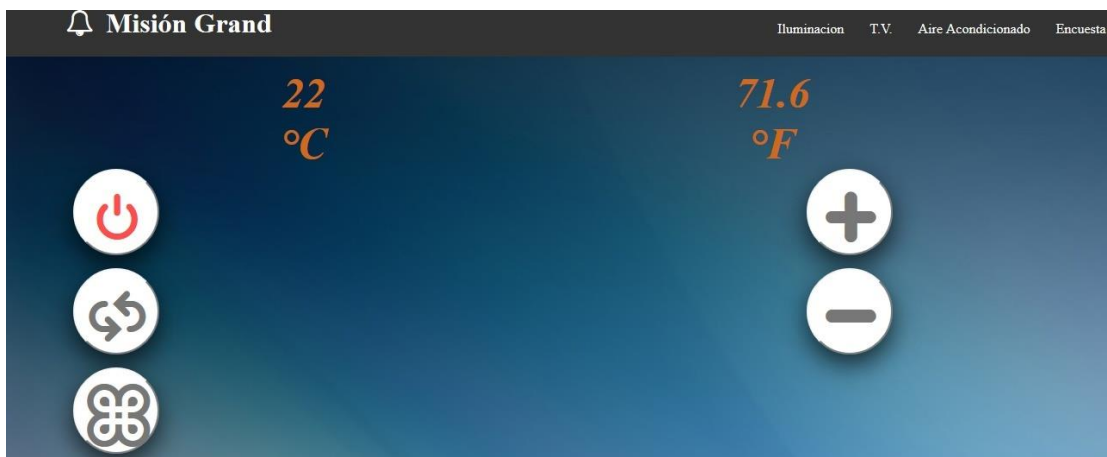 Misión Grand
Iluminacion T.V. Aire Acondicionado Encuesta
22 71.6
°C °F